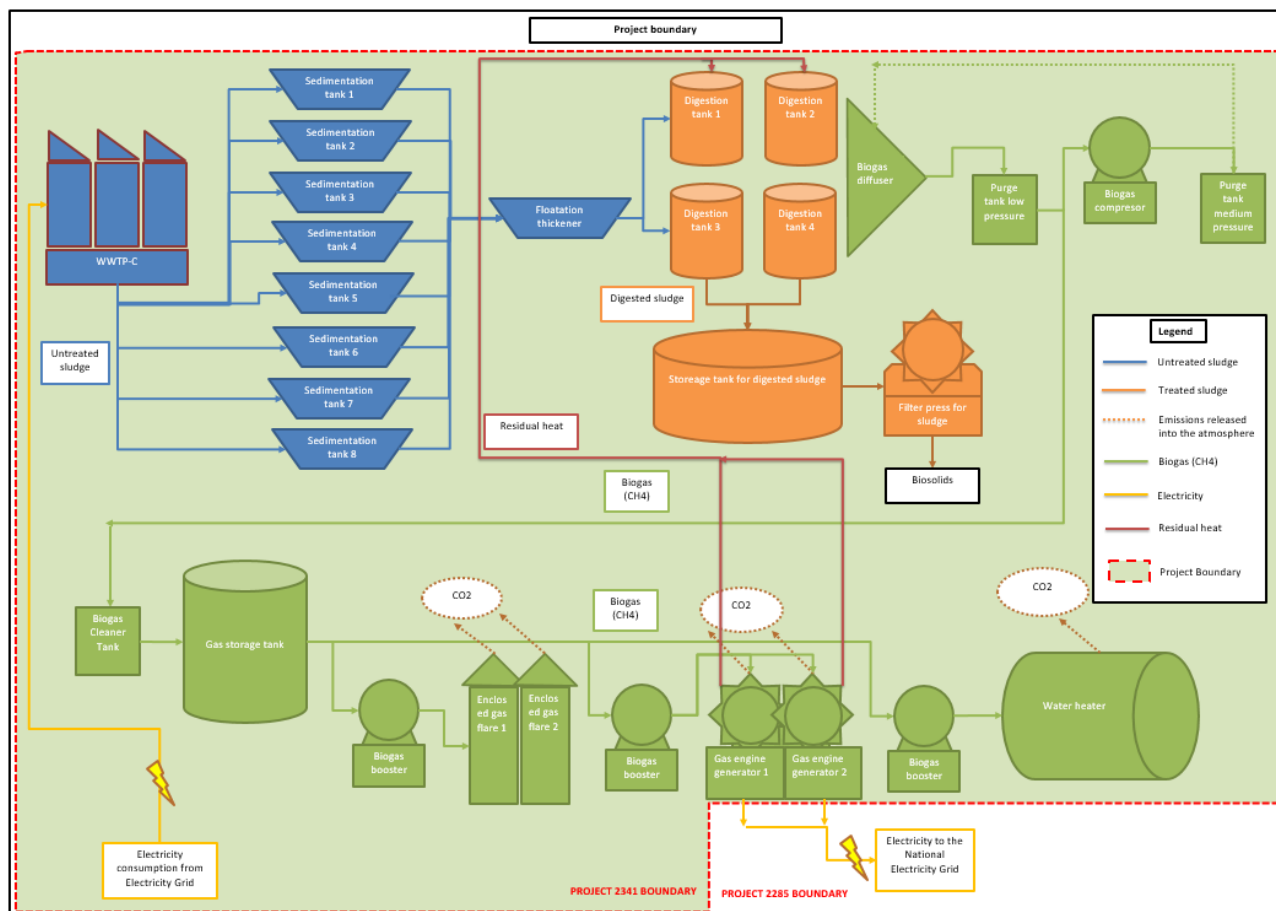 Project boundary
Sedimentation
tank 1
Sedimentation
tank 2
Sedimentation
tank 3
Sedimentation
tank 4
Sedimentation
tank 5
Sedimentation
tank 6
Sedimentation
tank 7
Sedimentation
tank 8
WWTP-C
Untreated
sludge
Floatation
thickener
Digestion
tank 1
Digestion
tank 2
Digestion
tank 3
Digestion
tank 4
Biogas
diffuser
Purge
tank low
pressure
Biogas
compresor
Purge
tank
medium
pressure
Digested sludge
Storeage tank for digested sludge
Filter press for
sludge
Biosolids
Residual heat
Biogas
(CH4)
Legend
Untreated sludge
Treated sludge
Emissions released
into the atmosphere
Biogas (CH4)
Electricity
Residual heat
Project Boundary
Biogas
Cleaner
Tank
Gas storage tank
CO2
Biogas
(CH4)
CO2
CO2
Biogas
booster
Enclos
ed gas
flare 1
Enclos
ed gas
flare 2
Biogas
booster
Gas engine
generator 1
Gas engine
generator 2
Biogas
booster
Water heater
Electricity
consumption from
Electricity Grid
Electricity to the
National
Electricity Grid
PROJECT 2341 BOUNDARY
PROJECT 2285 BOUNDARY